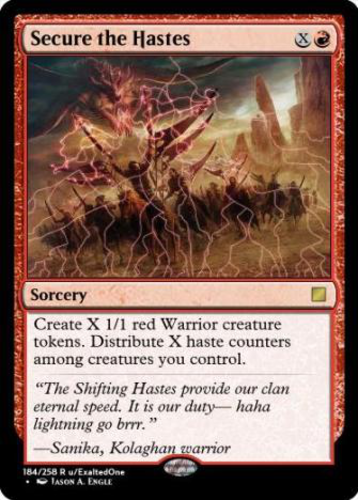 Secure the Hastes X
Sorcery
Create X 1/1 red Warrior creature
tokens. Distribute X haste counters
among creatures you control.
"The Shifting Hastes provide our clan
eternal speed. It is our duty— haha
lightning go brrr."
—Sanika, Kolaghan warrior
184/258 R u/ExaltedOne
• Jason A. Engle